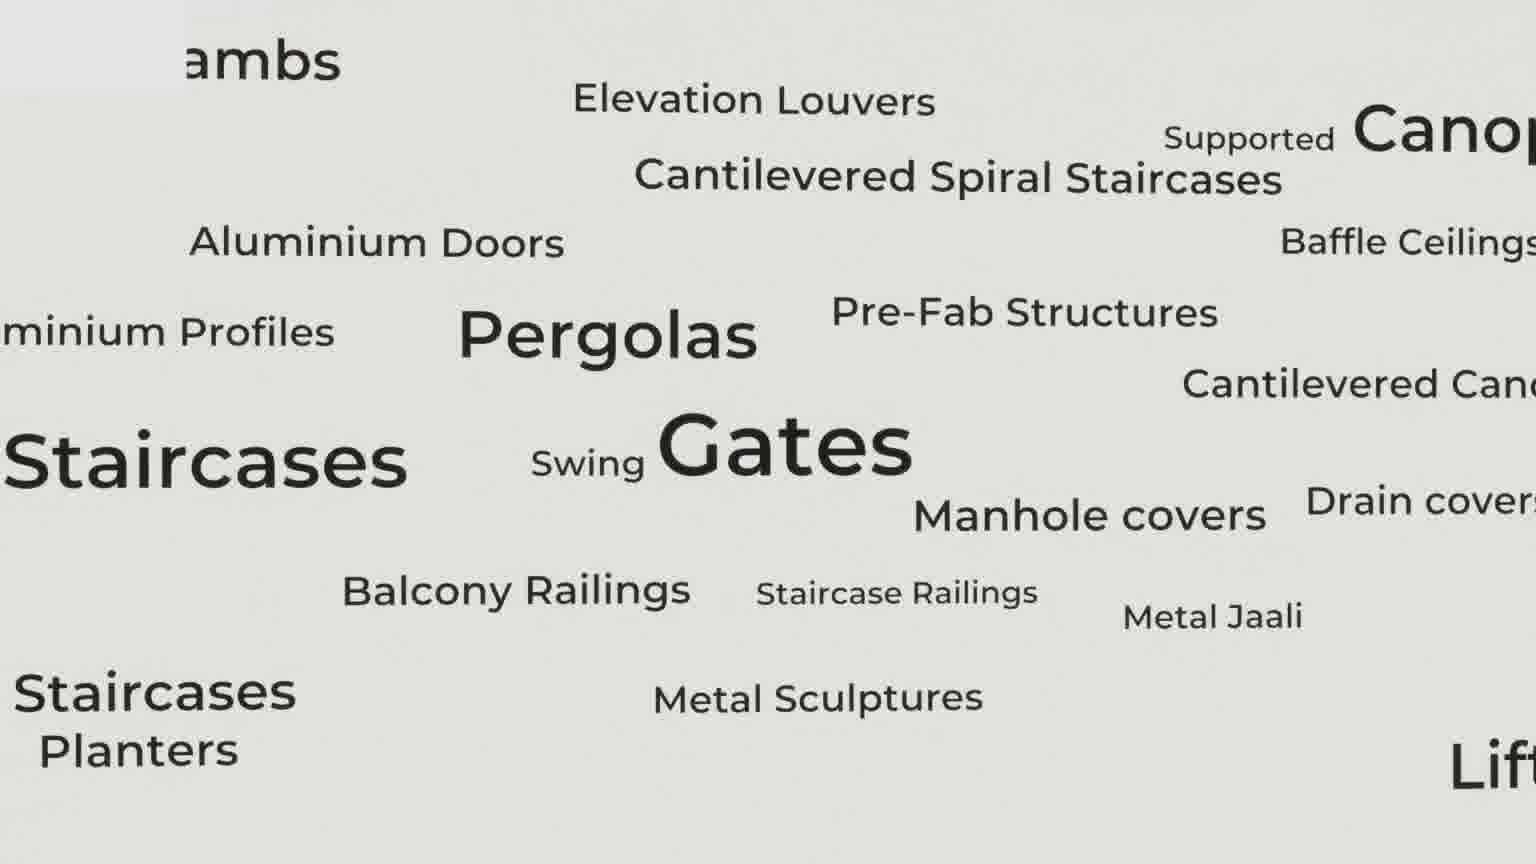 ambs
Elevation Louvers
Supported Canop
Cantilevered Spiral Staircases
Aluminium Doors
Baffle Ceilings
minium Profiles
Pergolas
Pre-Fab Structures
Cantilevered Cano
Staircases
Swing Gates
Manhole covers
Drain covers
Balcony Railings
Staircase Railings
Metal Jaali
Staircases
Metal Sculptures
Planters
Lift